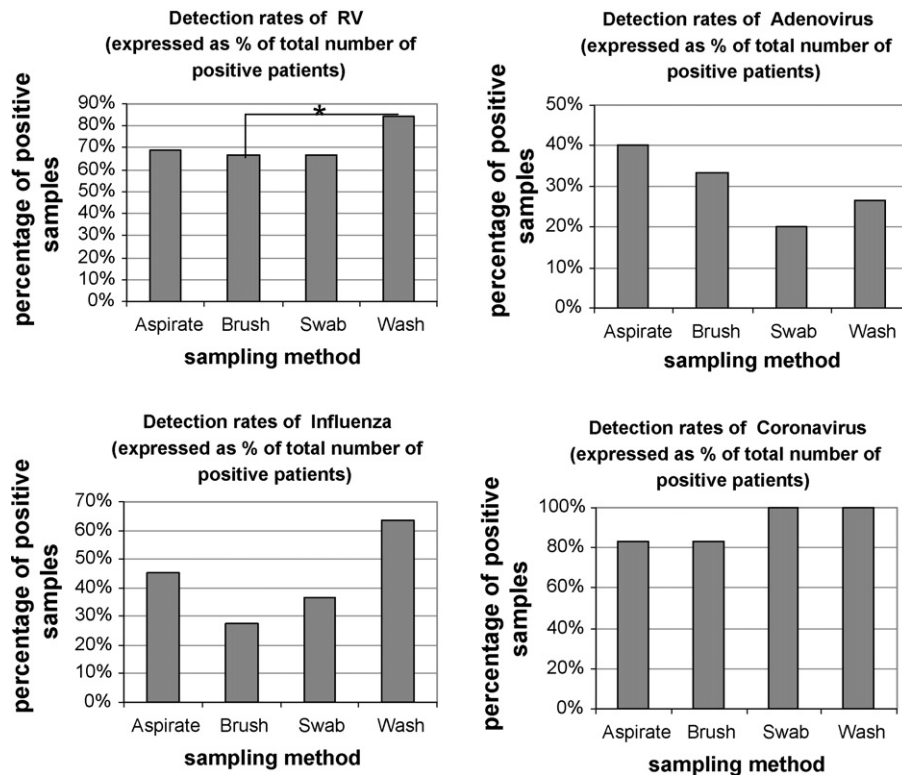 Detection rates of RV
(expressed as % of total number of
positive patients)
percentage of positive
samples
90%
80%
70%
60%
50%
40%
30%
20%
10%
0%
*
Aspirate Brush Swab Wash
sampling method
Detection rates of Adenovirus
(expressed as % of total number of
positive patients)
percentage of positive
samples
50%
40%
30%
20%
10%
0%
Aspirate Brush Swab Wash
sampling method
Detection rates of Influenza
(expressed as % of total number of
positive patients)
percentage of positive
samples
70%
60%
50%
40%
30%
20%
10%
0%
Aspirate Brush Swab Wash
sampling method
Detection rates of Coronavirus
(expressed as % of total number of
positive patients)
percentage of positive
samples
100%
80%
60%
40%
20%
0%
Aspirate Brush Swab Wash
sampling method